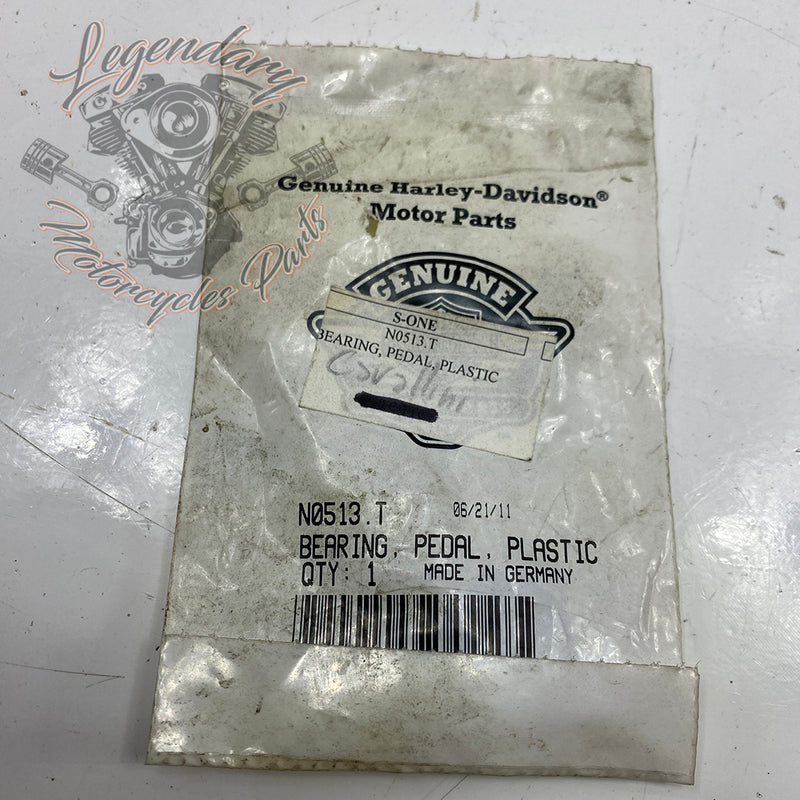 Legendary
Motorcycles Parts
Genuine Harley-Davidson®
Motor Parts
GENUINE
S-ONE
N0513.T
BEARING, PEDAL, PLASTIC
N0513.T 06/21/11
BEARING, PEDAL, PLASTIC
QTY: 1 MADE IN GERMANY